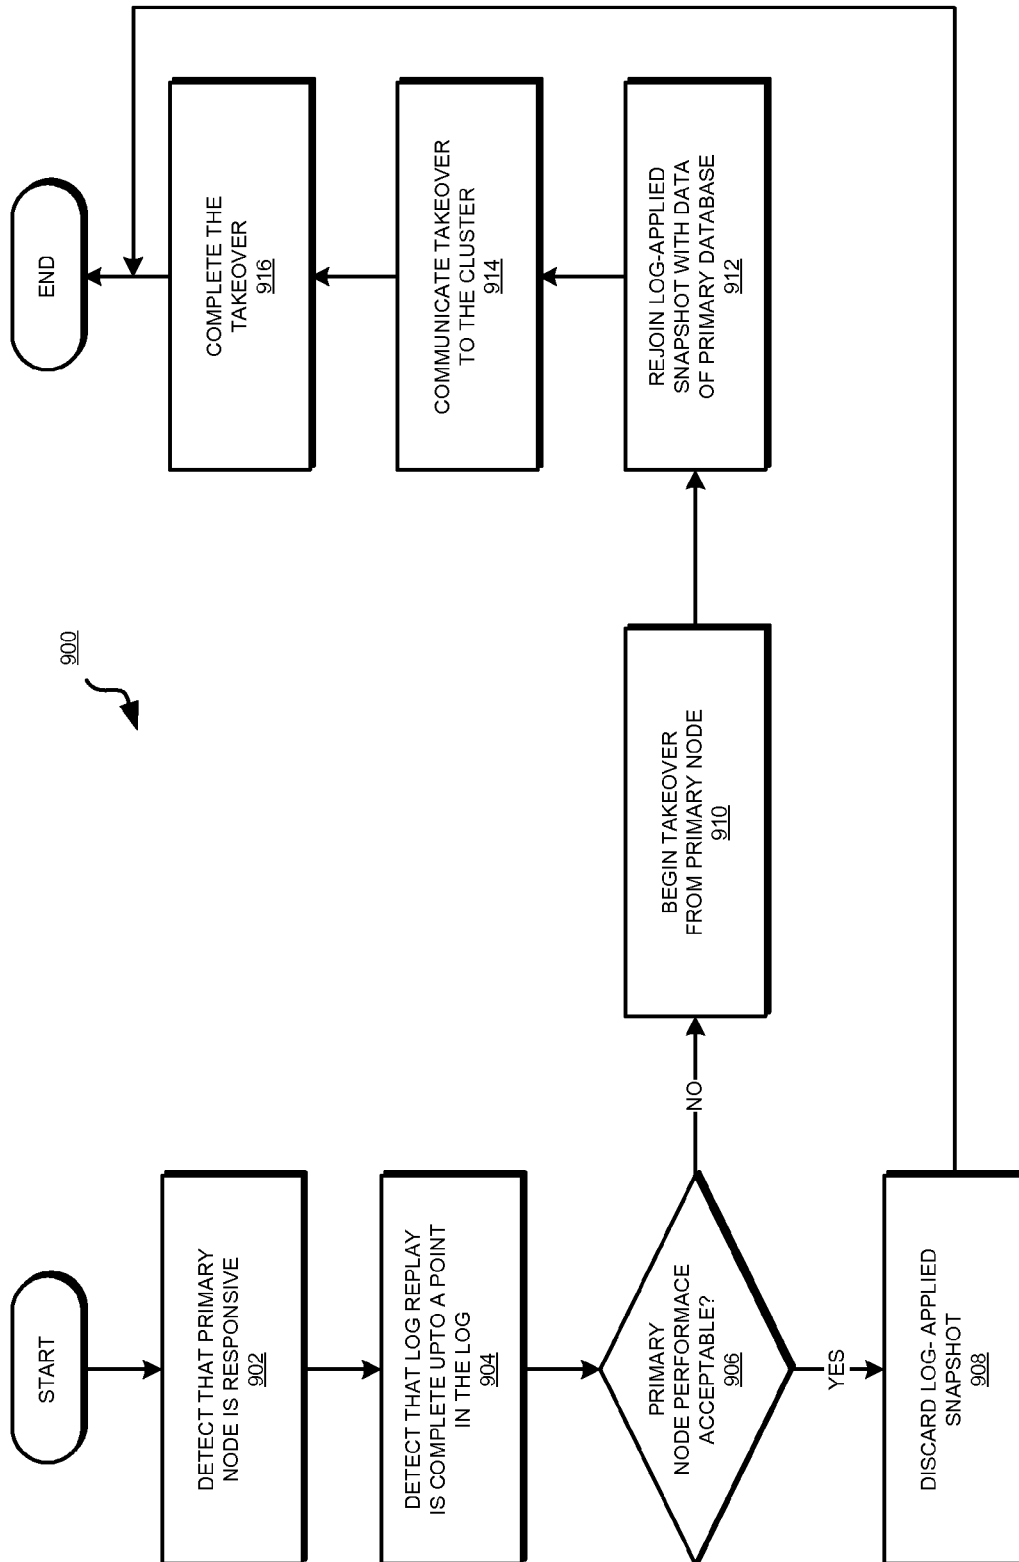 START
DETECT THAT PRIMARY
NODE IS RESPONSIVE
902
DETECT THAT LOG REPLAY
IS COMPLETE UPTO A POINT
IN THE LOG
904
PRIMARY
NODE PERFORMACE
ACCEPTABLE?
906
YES
DISCARD LOG- APPLIED
SNAPSHOT
908
NO
BEGIN TAKEOVER
FROM PRIMARY NODE
910
REJOIN LOG-APPLIED
SNAPSHOT WITH DATA
OF PRIMARY DATABASE
912
COMMUNICATE TAKEOVER
TO THE CLUSTER
914
COMPLETE THE
TAKEOVER
916
END
900